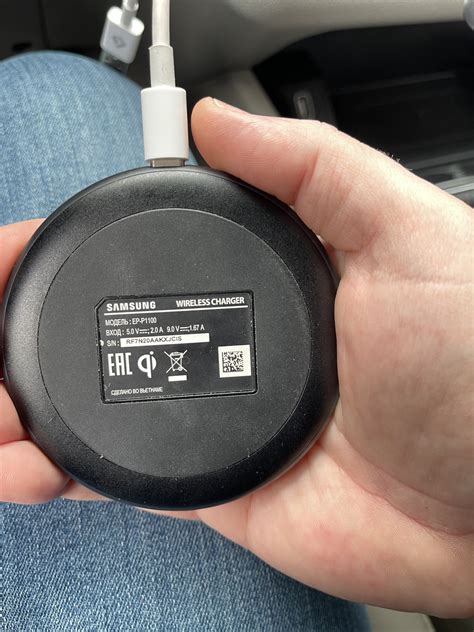 SAMSUNG WIRELESS CHARGER
МОДЕЛЬ : EP-P1100
ВХОД : 5.0 V⎓; 2.0 A 9.0 V⎓; 1.67 A
S/N : RF7N20AAKXJCIS
EAC
СДЕЛАНО ВО ВЬЕТНАМЕ